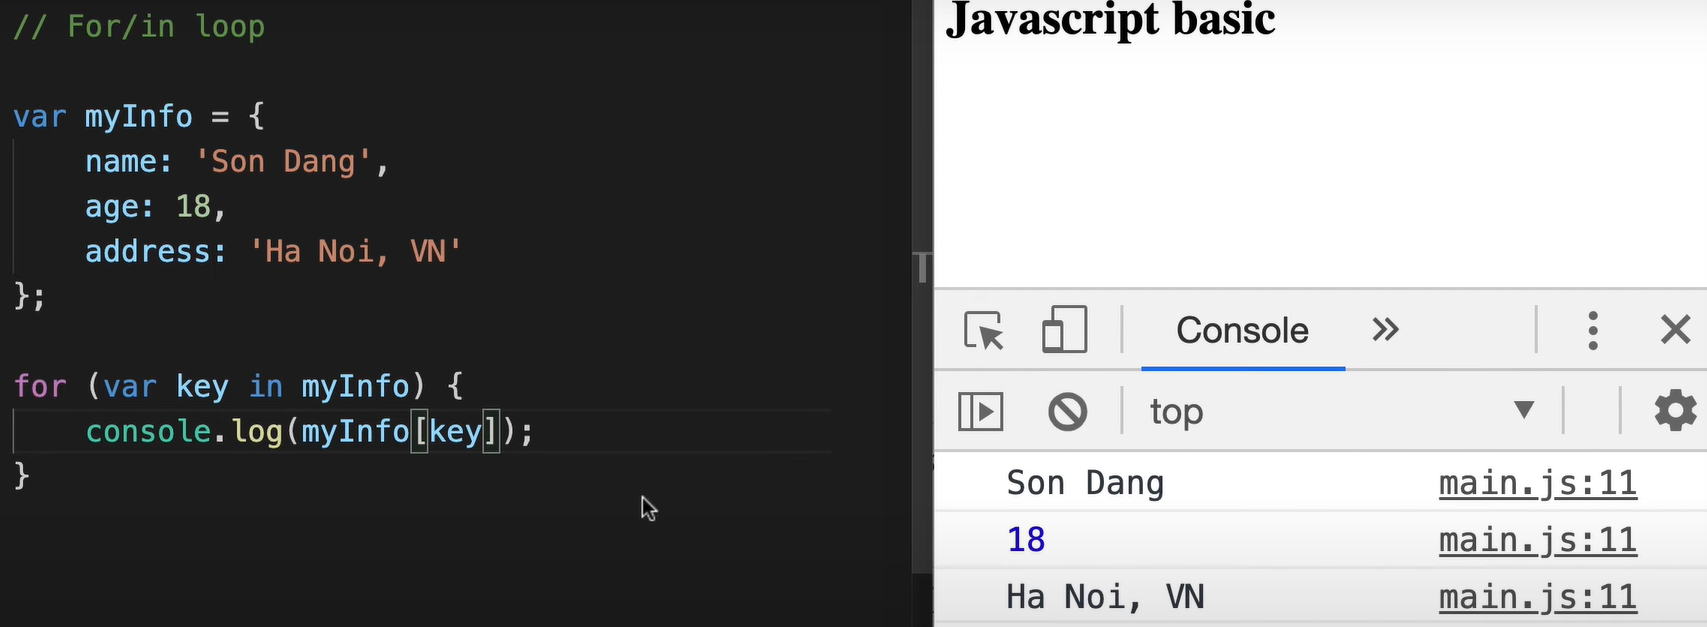 // For/in loop
var myInfo = {
    name: 'Son Dang',
    age: 18,
    address: 'Ha Noi, VN'
};
for (var key in myInfo) {
    console.log(myInfo[key]);
}
Javascript basic
Console
top
Son Dang main.js:11
18 main.js:11
Ha Noi, VN main.js:11